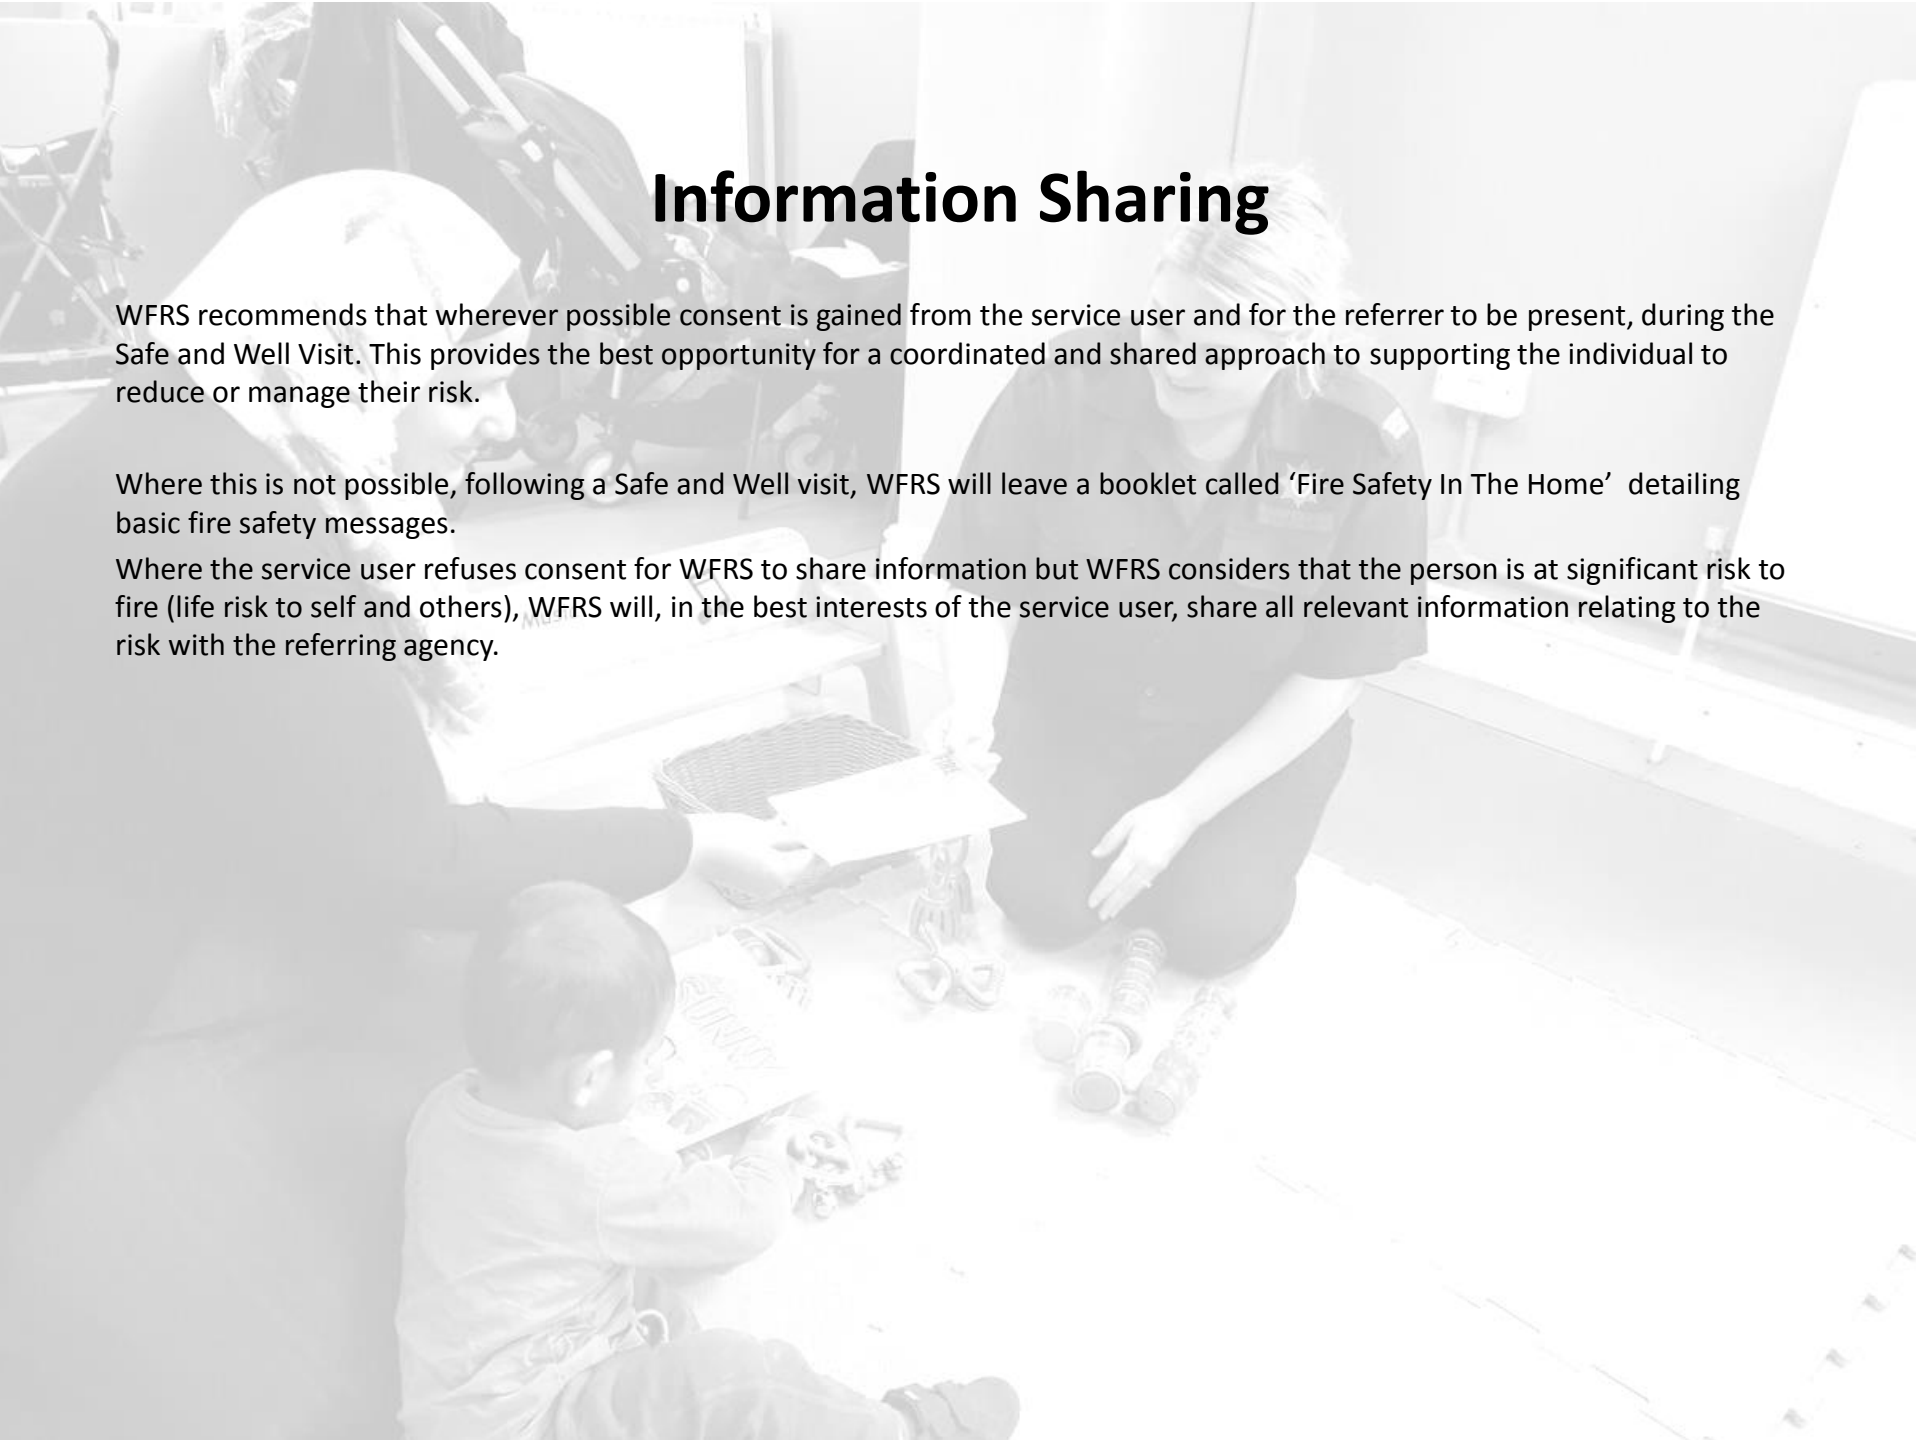 Information Sharing
WFRS recommends that wherever possible consent is gained from the service user and for the referrer to be present, during the
Safe and Well Visit. This provides the best opportunity for a coordinated and shared approach to supporting the individual to
reduce or manage their risk.
Where this is not possible, following a Safe and Well visit, WFRS will leave a booklet called ‘Fire Safety In The Home’  detailing
basic fire safety messages.
Where the service user refuses consent for WFRS to share information but WFRS considers that the person is at significant risk to
fire (life risk to self and others), WFRS will, in the best interests of the service user, share all relevant information relating to the
risk with the referring agency.